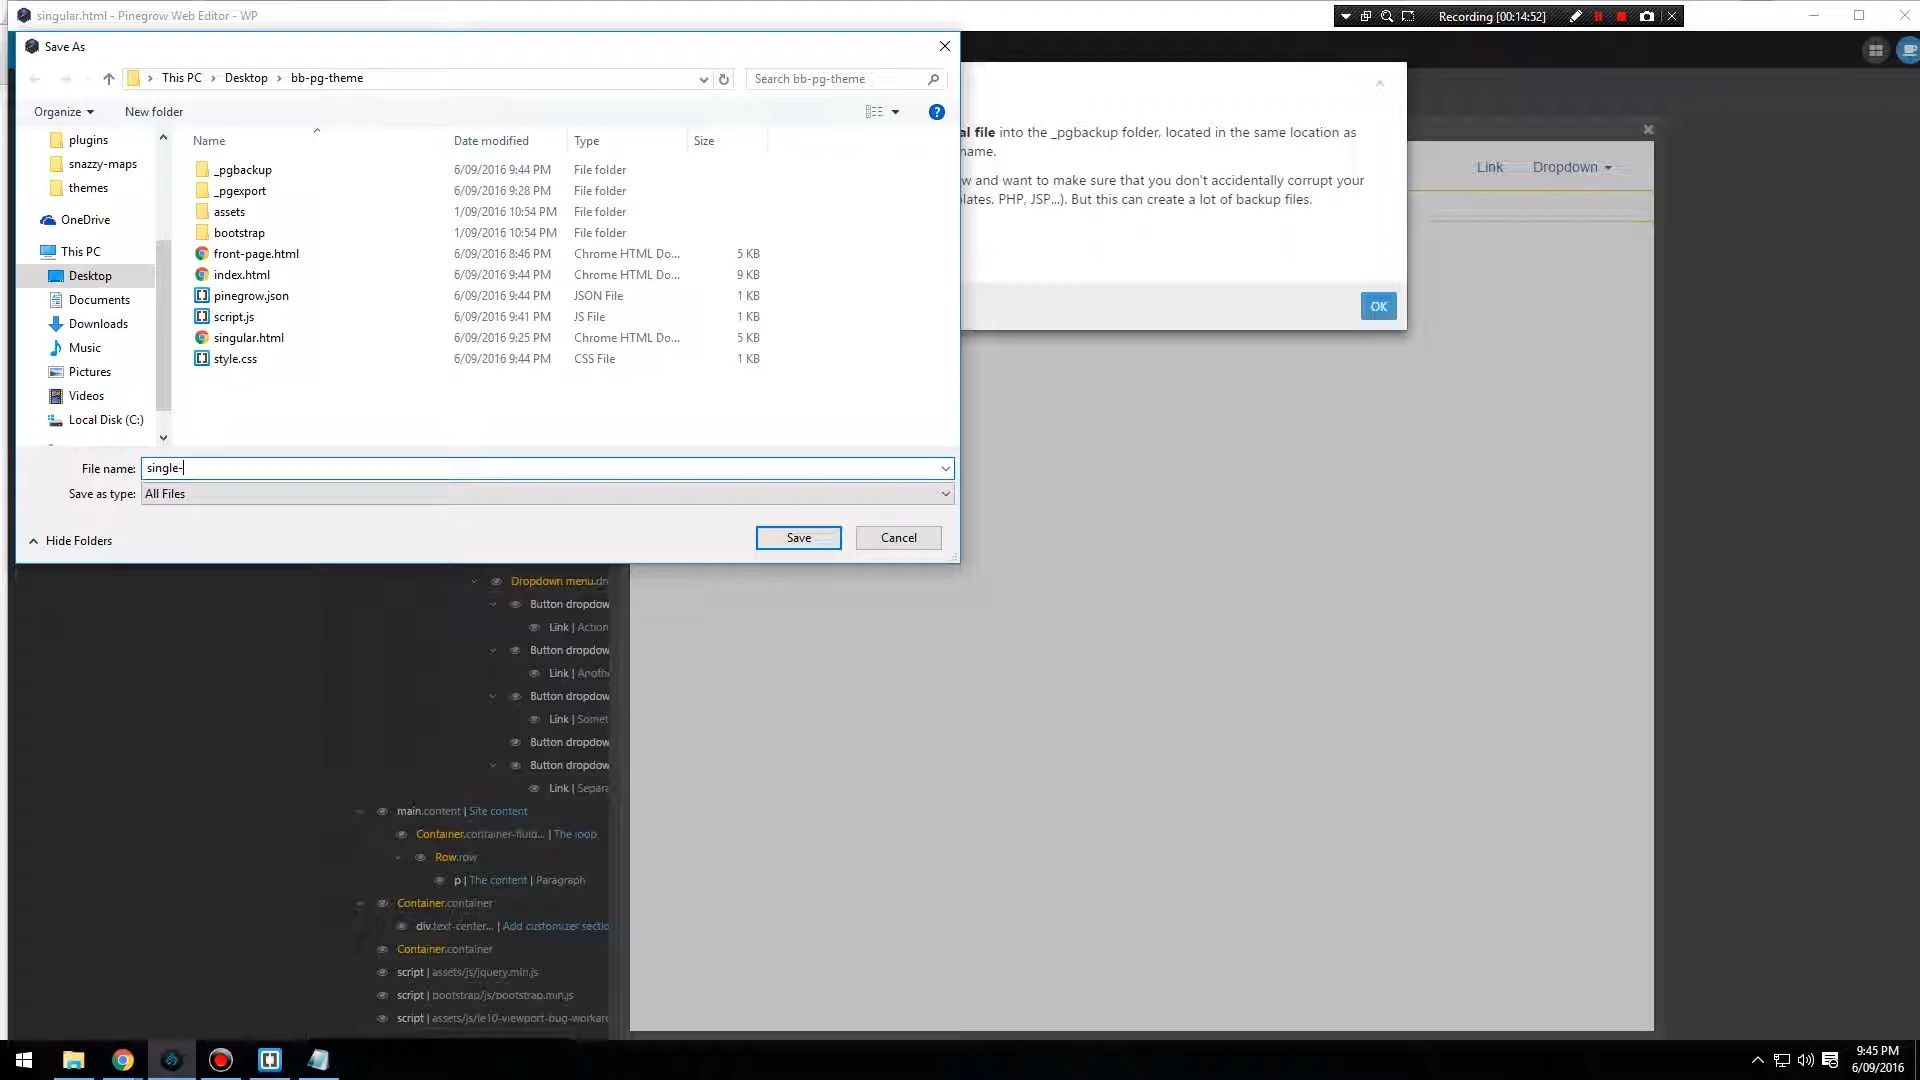 singular.html - Pinegrow Web Editor - WP
Recording [00:14:52]
Save As
This PC > Desktop > bb-pg-theme
Search bb-pg-theme
Organize
New folder
Name
Date modified
Type
Size
plugins
snazzy-maps
themes
OneDrive
This PC
Desktop
Documents
Downloads
Music
Pictures
Videos
Local Disk (C:)
_pgbackup 6/09/2016 9:44 PM File folder
_pgexport 6/09/2016 9:28 PM File folder
assets 1/09/2016 10:54 PM File folder
bootstrap 1/09/2016 10:54 PM File folder
front-page.html 6/09/2016 8:46 PM Chrome HTML Do... 5 KB
index.html 6/09/2016 9:44 PM Chrome HTML Do... 9 KB
pinegrow.json 6/09/2016 9:44 PM JSON File 1 KB
script.js 6/09/2016 9:41 PM JS File 1 KB
singular.html 6/09/2016 9:25 PM Chrome HTML Do... 5 KB
style.css 6/09/2016 9:44 PM CSS File 1 KB
File name: single-
Save as type: All Files
Hide Folders
Save
Cancel
al file into the _pgbackup folder, located in the same location as
name.
w and want to make sure that you don't accidentally corrupt your
lates, PHP, JSP...). But this can create a lot of backup files.
OK
Link
Dropdown
Dropdown menu.dr
Button dropdow
Link | Action
Button dropdow
Link | Anoth
Button dropdow
Link | Somet
Button dropdow
Button dropdow
Link | Separa
main.content | Site content
Container.container-fluid... | The loop
Row.row
p | The content | Paragraph
Container.container
div.text-center... | Add customizer sectio
Container.container
script | assets/js/jquery.min.js
script | bootstrap/js/bootstrap.min.js
script | assets/js/ie10-viewport-bug-workaro
9:45 PM
6/09/2016